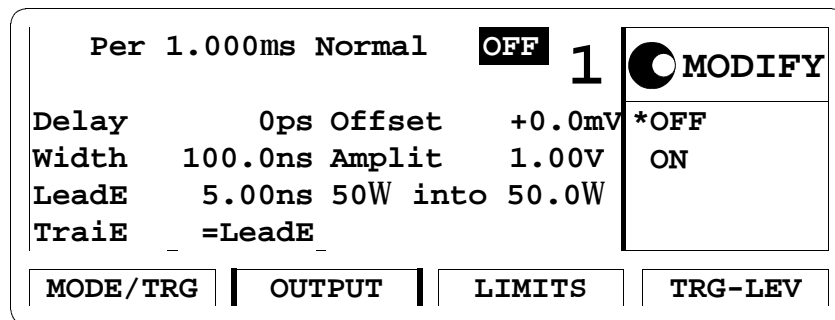 Per 1.000ms Normal OFF 1 MODIFY
Delay 0ps Offset +0.0mV *OFF
Width 100.0ns Amplit 1.00V ON
LeadE 5.00ns 50W into 50.0W
TraiE =LeadE
MODE/TRG OUTPUT LIMITS TRG-LEV